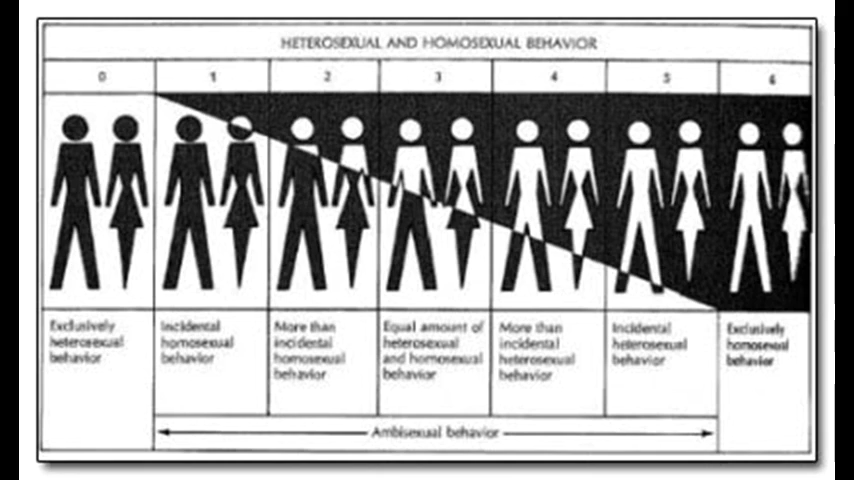 HETEROSEXUAL AND HOMOSEXUAL BEHAVIOR
0 1 2 3 4 5 6
Exclusively
heterosexual
behavior
Incidental
homosexual
behavior
More than
incidental
homosexual
behavior
Equal amount of
heterosexual
and homosexual
behavior
More than
incidental
heterosexual
behavior
Incidental
heterosexual
behavior
Exclusively
homosexual
behavior
Ambisexual behavior